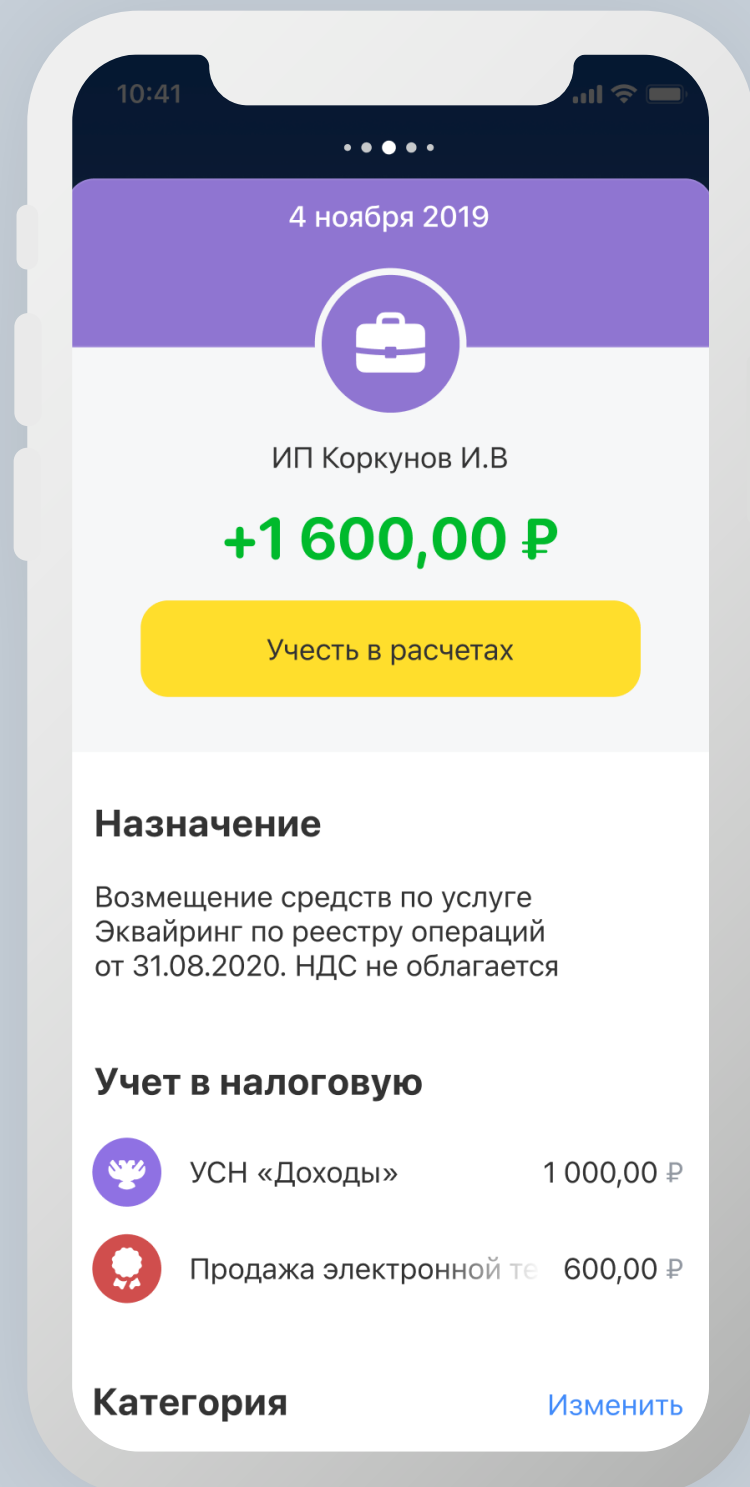 10:41
4 ноября 2019
ИП Коркунов И.В
+1 600,00 ₽
Учесть в расчетах
Назначение
Возмещение средств по услуге
Эквайринг по реестру операций
от 31.08.2020. НДС не облагается
Учет в налоговую
УСН «Доходы» 1 000,00 ₽
Продажа электронной те 600,00 ₽
Категория Изменить